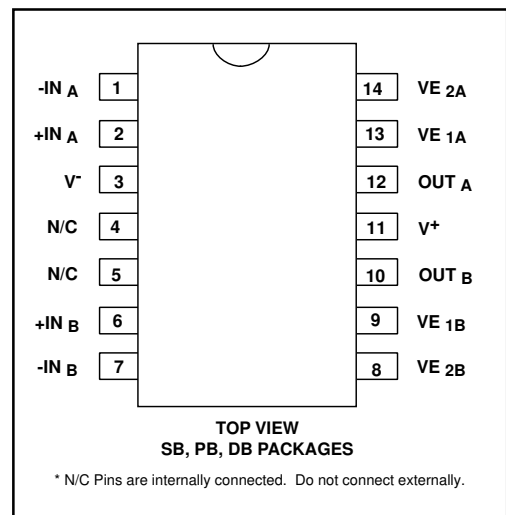 -IN A 1 14 VE 2A
+IN A 2 13 VE 1A
V- 3 12 OUT A
N/C 4 11 V+
N/C 5 10 OUT B
+IN B 6 9 VE 1B
-IN B 7 8 VE 2B
TOP VIEW
SB, PB, DB PACKAGES
* N/C Pins are internally connected. Do not connect externally.